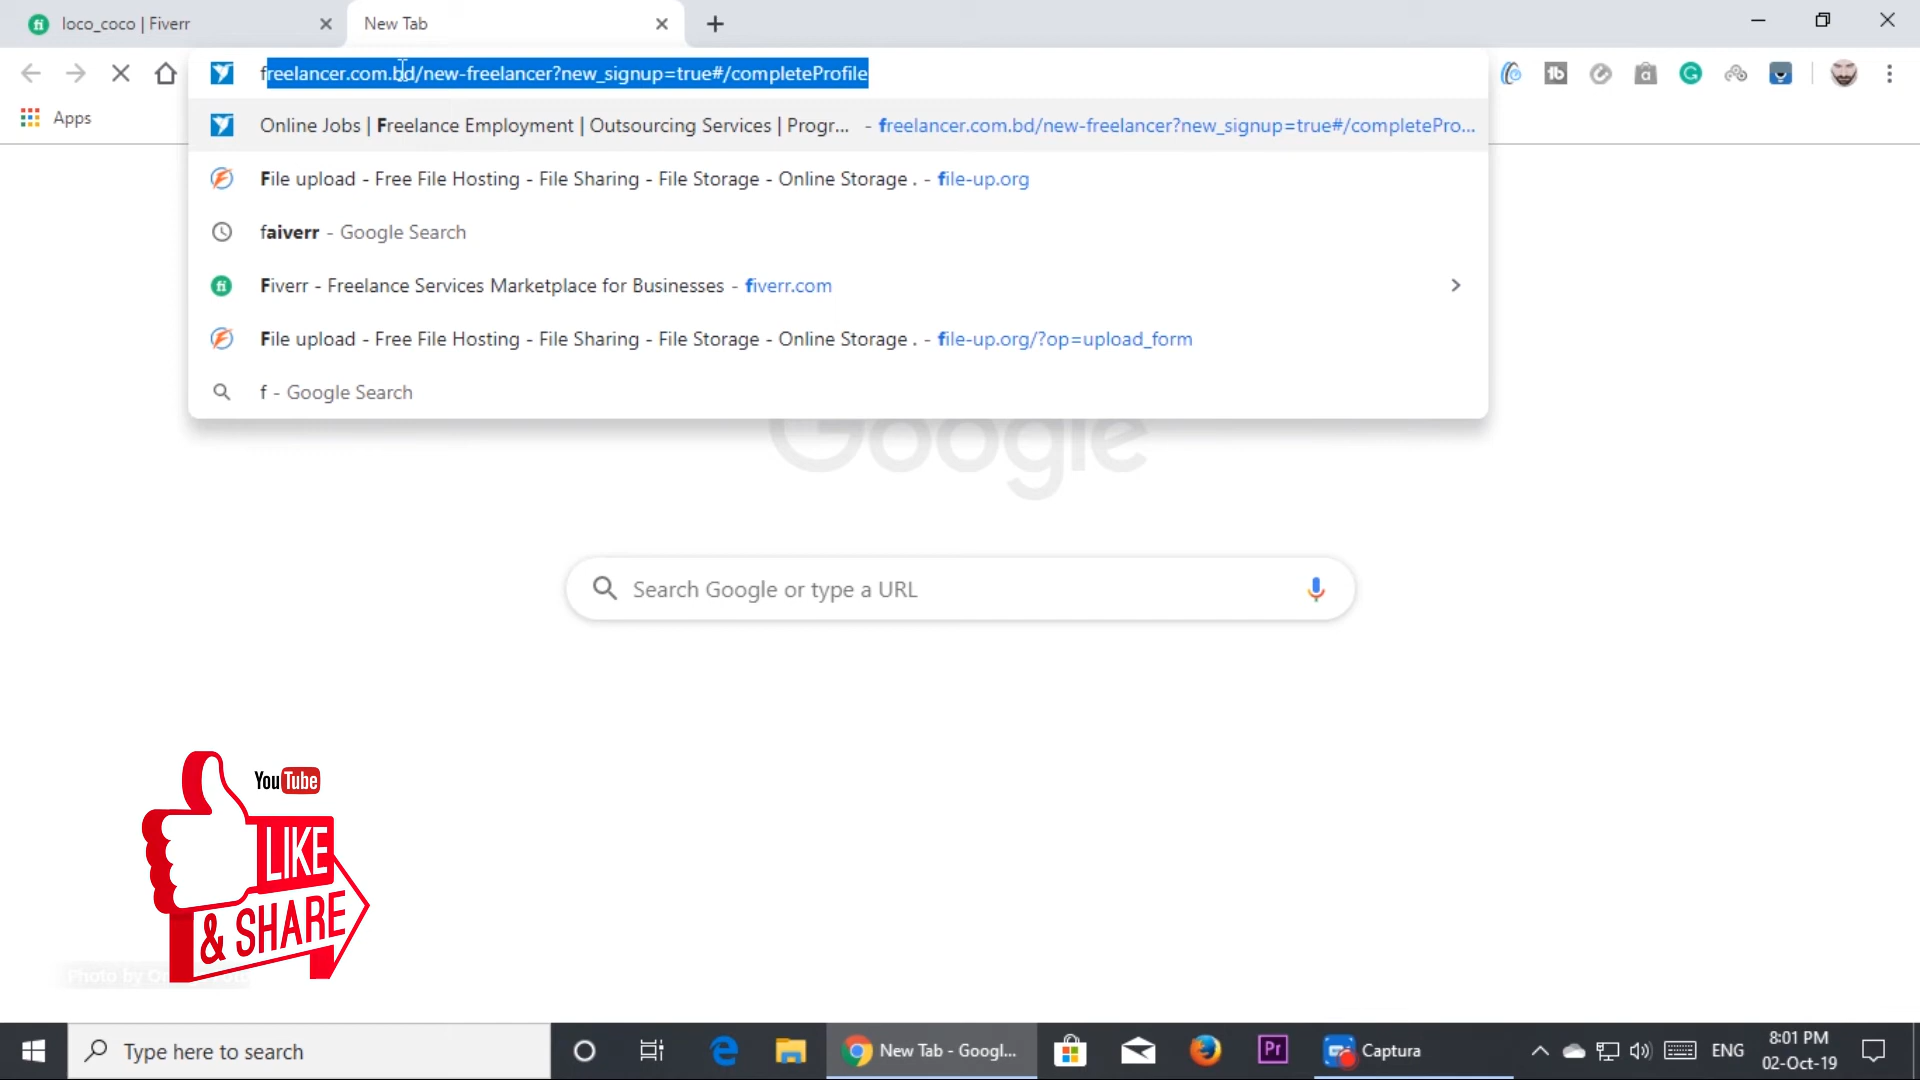 loco_coco | Fiverr
New Tab
freelancer.com.bd/new-freelancer?new_signup=true#/completeProfile
Apps
Online Jobs | Freelance Employment | Outsourcing Services | Progr... - freelancer.com.bd/new-freelancer?new_signup=true#/completePro...
File upload - Free File Hosting - File Sharing - File Storage - Online Storage . - file-up.org
faiverr - Google Search
Fiverr - Freelance Services Marketplace for Businesses - fiverr.com
File upload - Free File Hosting - File Sharing - File Storage - Online Storage . - file-up.org/?op=upload_form
f - Google Search
Google
Search Google or type a URL
YouTube
LIKE
& SHARE
Photo by
Type here to search
New Tab - Googl...
Pr
Captura
ENG
8:01 PM
02-Oct-19